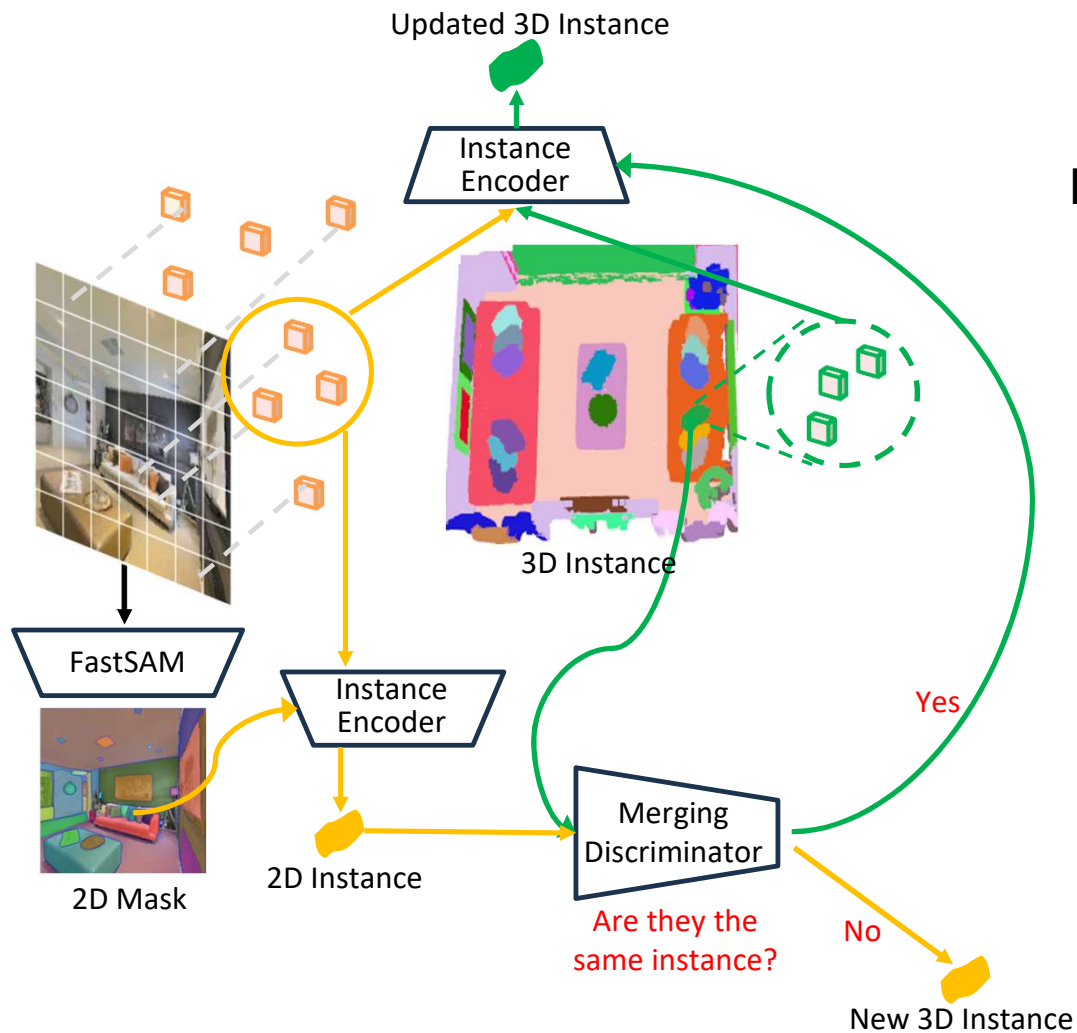 Updated 3D Instance
Instance
Encoder
3D Instance
FastSAM
Instance
Encoder
Yes
Merging
Discriminator
2D Instance
2D Mask
Are they the
same instance?
No
New 3D Instance